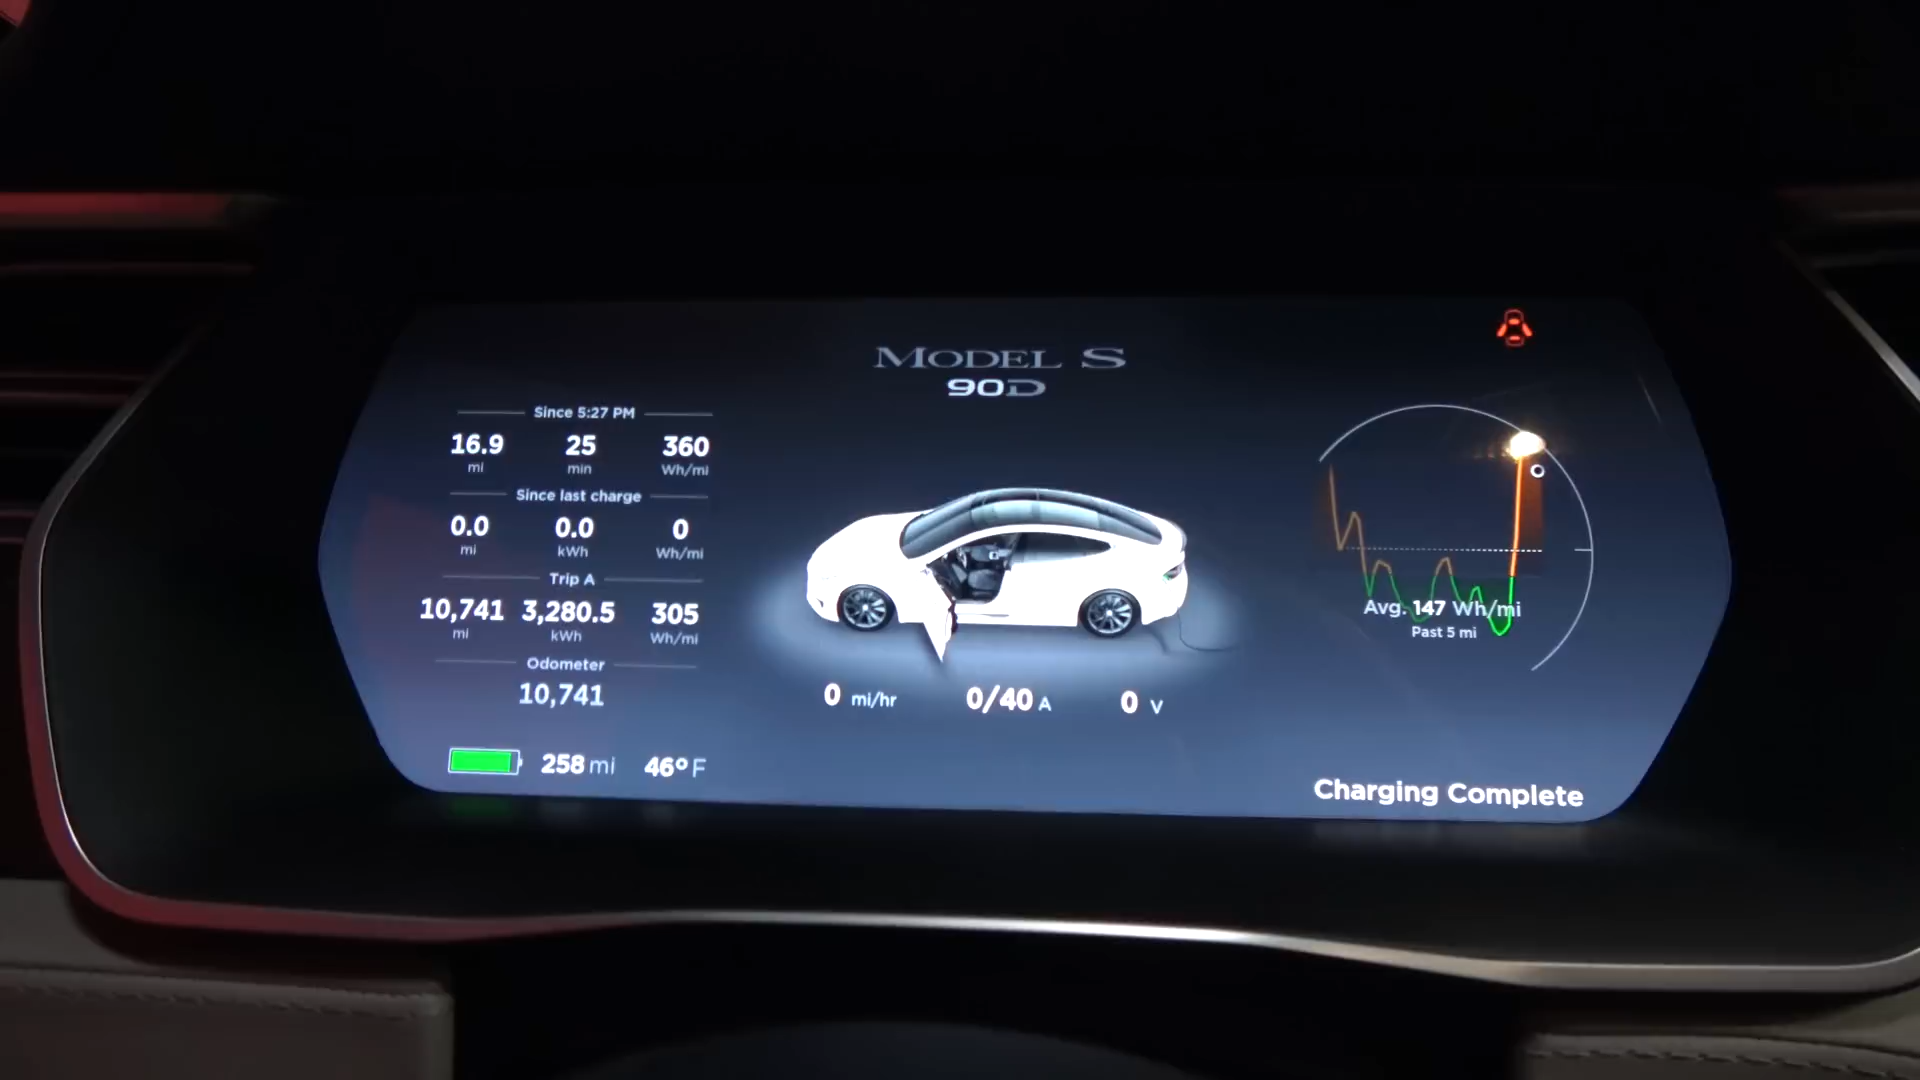 MODEL S
90D
Since 5:27 PM
16.9 25 360
mi min Wh/mi
Since last charge
0.0 0.0 0
mi kWh Wh/mi
Trip A
10,741 3,280.5 305
mi kWh Wh/mi
Odometer
10,741
258 mi 46° F
0 mi/hr 0/40 A 0 V
Avg. 147 Wh/mi
Past 5 mi
Charging Complete